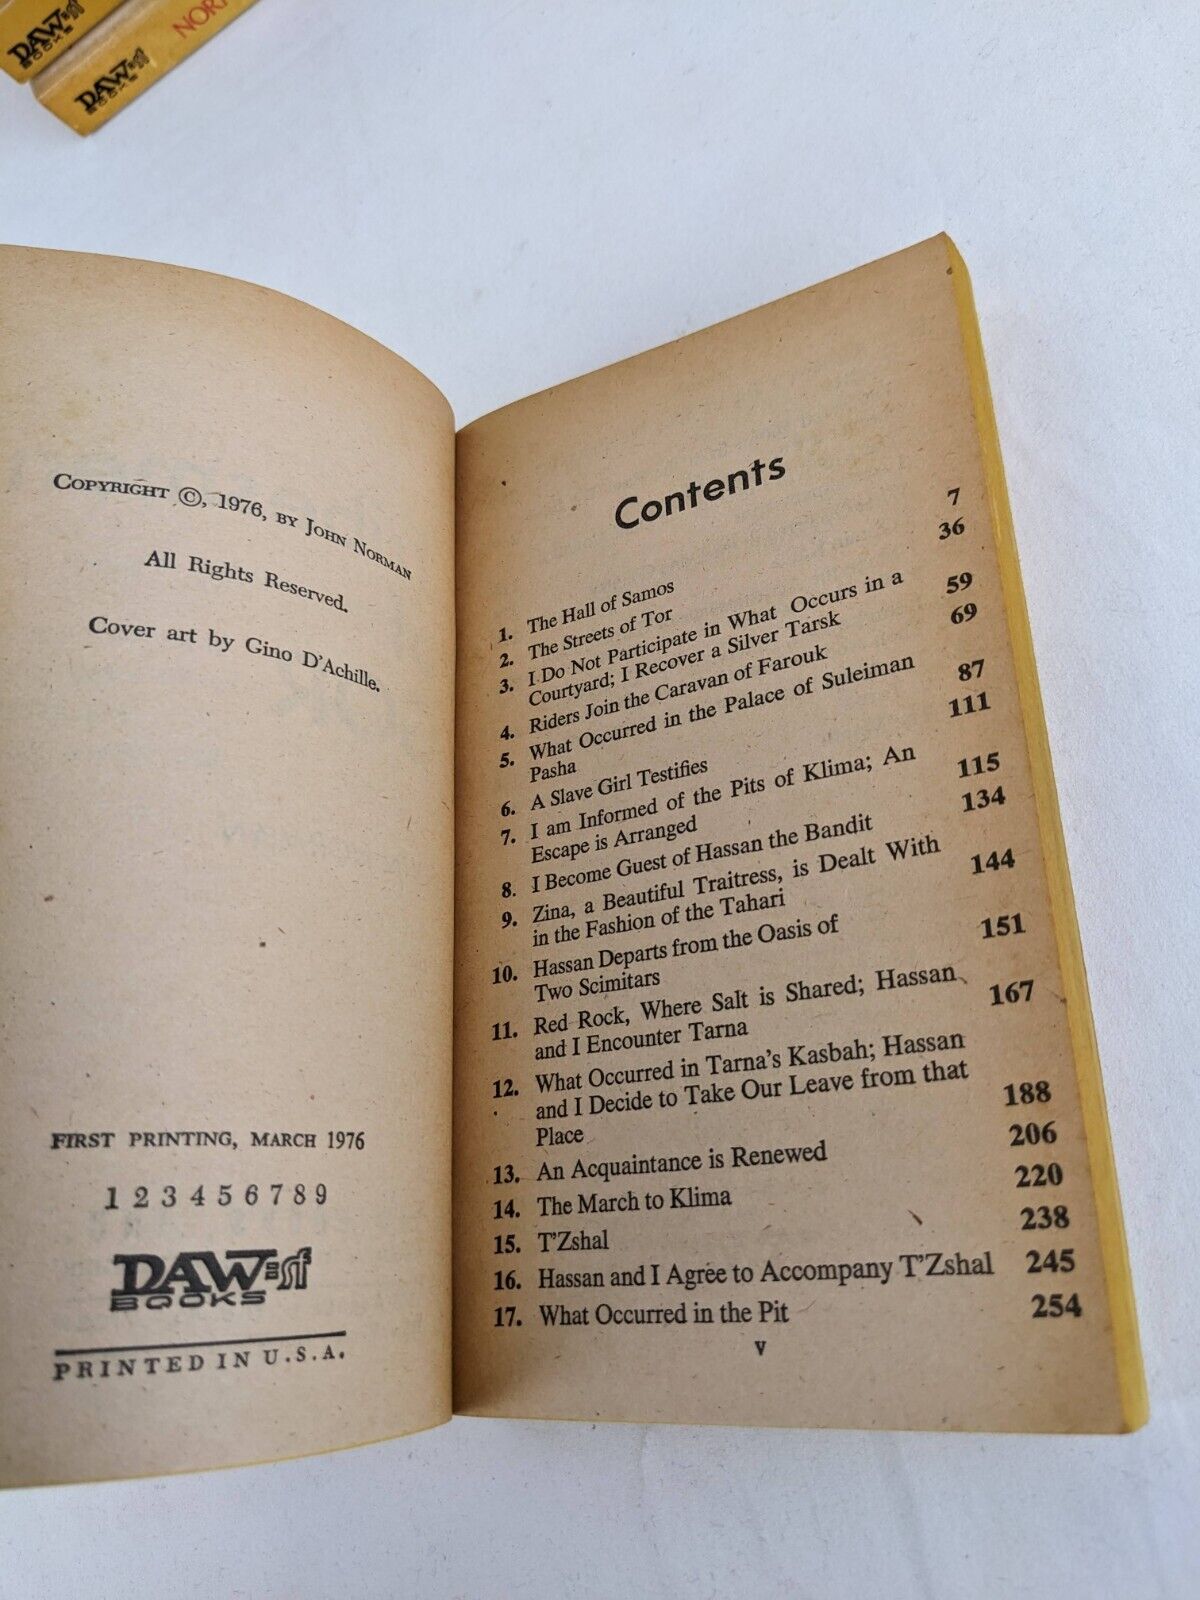 DAW sf
BOOKS
DAW sf
BOOKS
NOR
COPYRIGHT ©, 1976, BY JOHN NORMAN
All Rights Reserved.
Cover art by Gino D'Achille.
FIRST PRINTING, MARCH 1976
1 2 3 4 5 6 7 8 9
DAW sf
BOOKS
PRINTED IN U.S.A.
Contents
1. The Hall of Samos 7
2. The Streets of Tor 36
3. I Do Not Participate in What Occurs in a
Courtyard; I Recover a Silver Tarsk 59
4. Riders Join the Caravan of Farouk 69
5. What Occurred in the Palace of Suleiman
Pasha 87
6. A Slave Girl Testifies 111
7. I am Informed of the Pits of Klima; An
Escape is Arranged 115
8. I Become Guest of Hassan the Bandit 134
9. Zina, a Beautiful Traitress, is Dealt With
in the Fashion of the Tahari 144
10. Hassan Departs from the Oasis of
Two Scimitars 151
11. Red Rock, Where Salt is Shared; Hassan
and I Encounter Tarna 167
12. What Occurred in Tarna's Kasbah; Hassan
and I Decide to Take Our Leave from that
Place 188
13. An Acquaintance is Renewed 206
14. The March to Klima 220
15. T'Zshal 238
16. Hassan and I Agree to Accompany T'Zshal 245
17. What Occurred in the Pit 254
v